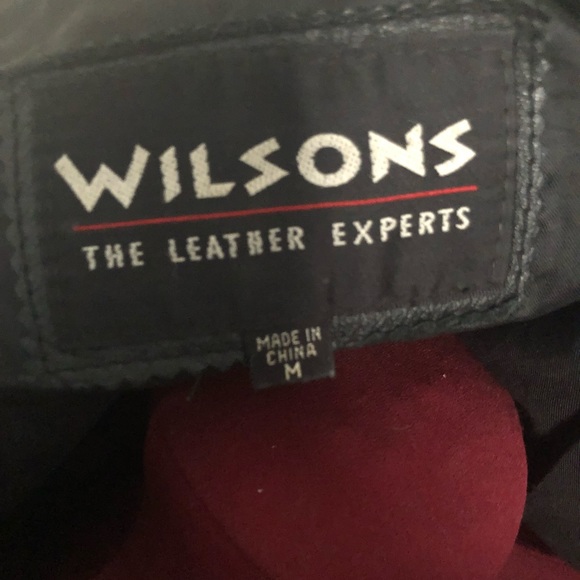 WILSONS
THE LEATHER EXPERTS
MADE IN
CHINA
M